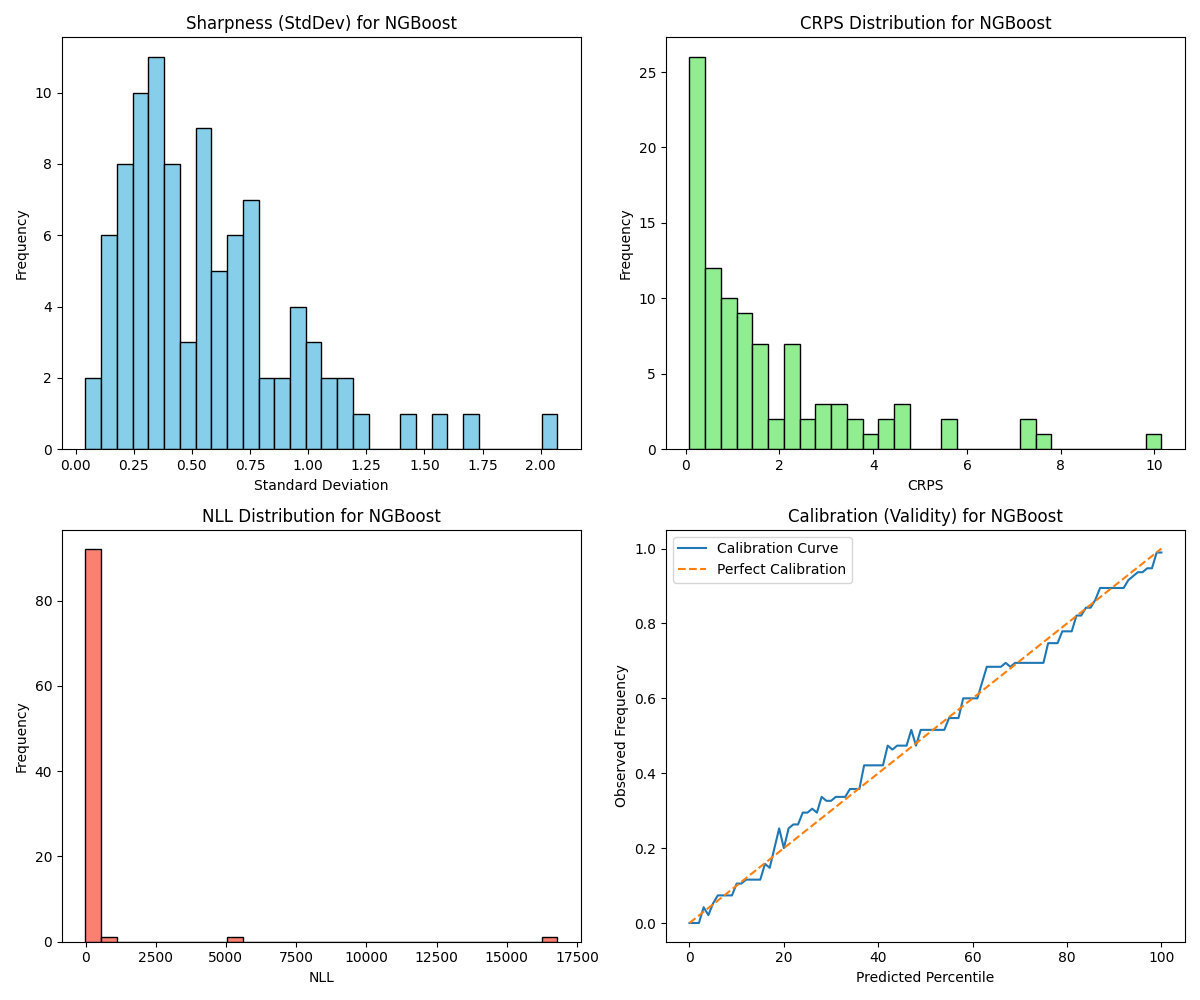 Sharpness (StdDev) for NGBoost
Frequency
10
8
6
4
2
0
0.00 0.25 0.50 0.75 1.00 1.25 1.50 1.75 2.00
Standard Deviation
CRPS Distribution for NGBoost
Frequency
25
20
15
10
5
0
0 2 4 6 8 10
CRPS
NLL Distribution for NGBoost
Frequency
80
60
40
20
0
0 2500 5000 7500 10000 12500 15000 17500
NLL
Calibration (Validity) for NGBoost
Calibration Curve
Perfect Calibration
Observed Frequency
1.0
0.8
0.6
0.4
0.2
0.0
0 20 40 60 80 100
Predicted Percentile